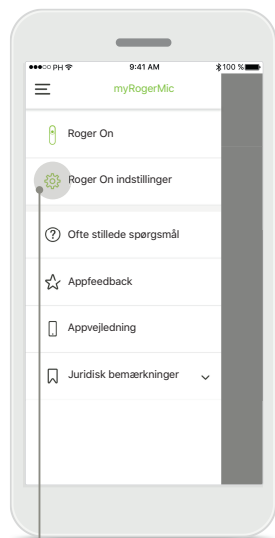 PH 9:41 AM 100 %
myRogerMic
Roger On
Roger On indstillinger
Ofte stillede spørgsmål
Appfeedback
Appvejledning
Juridisk bemærkninger